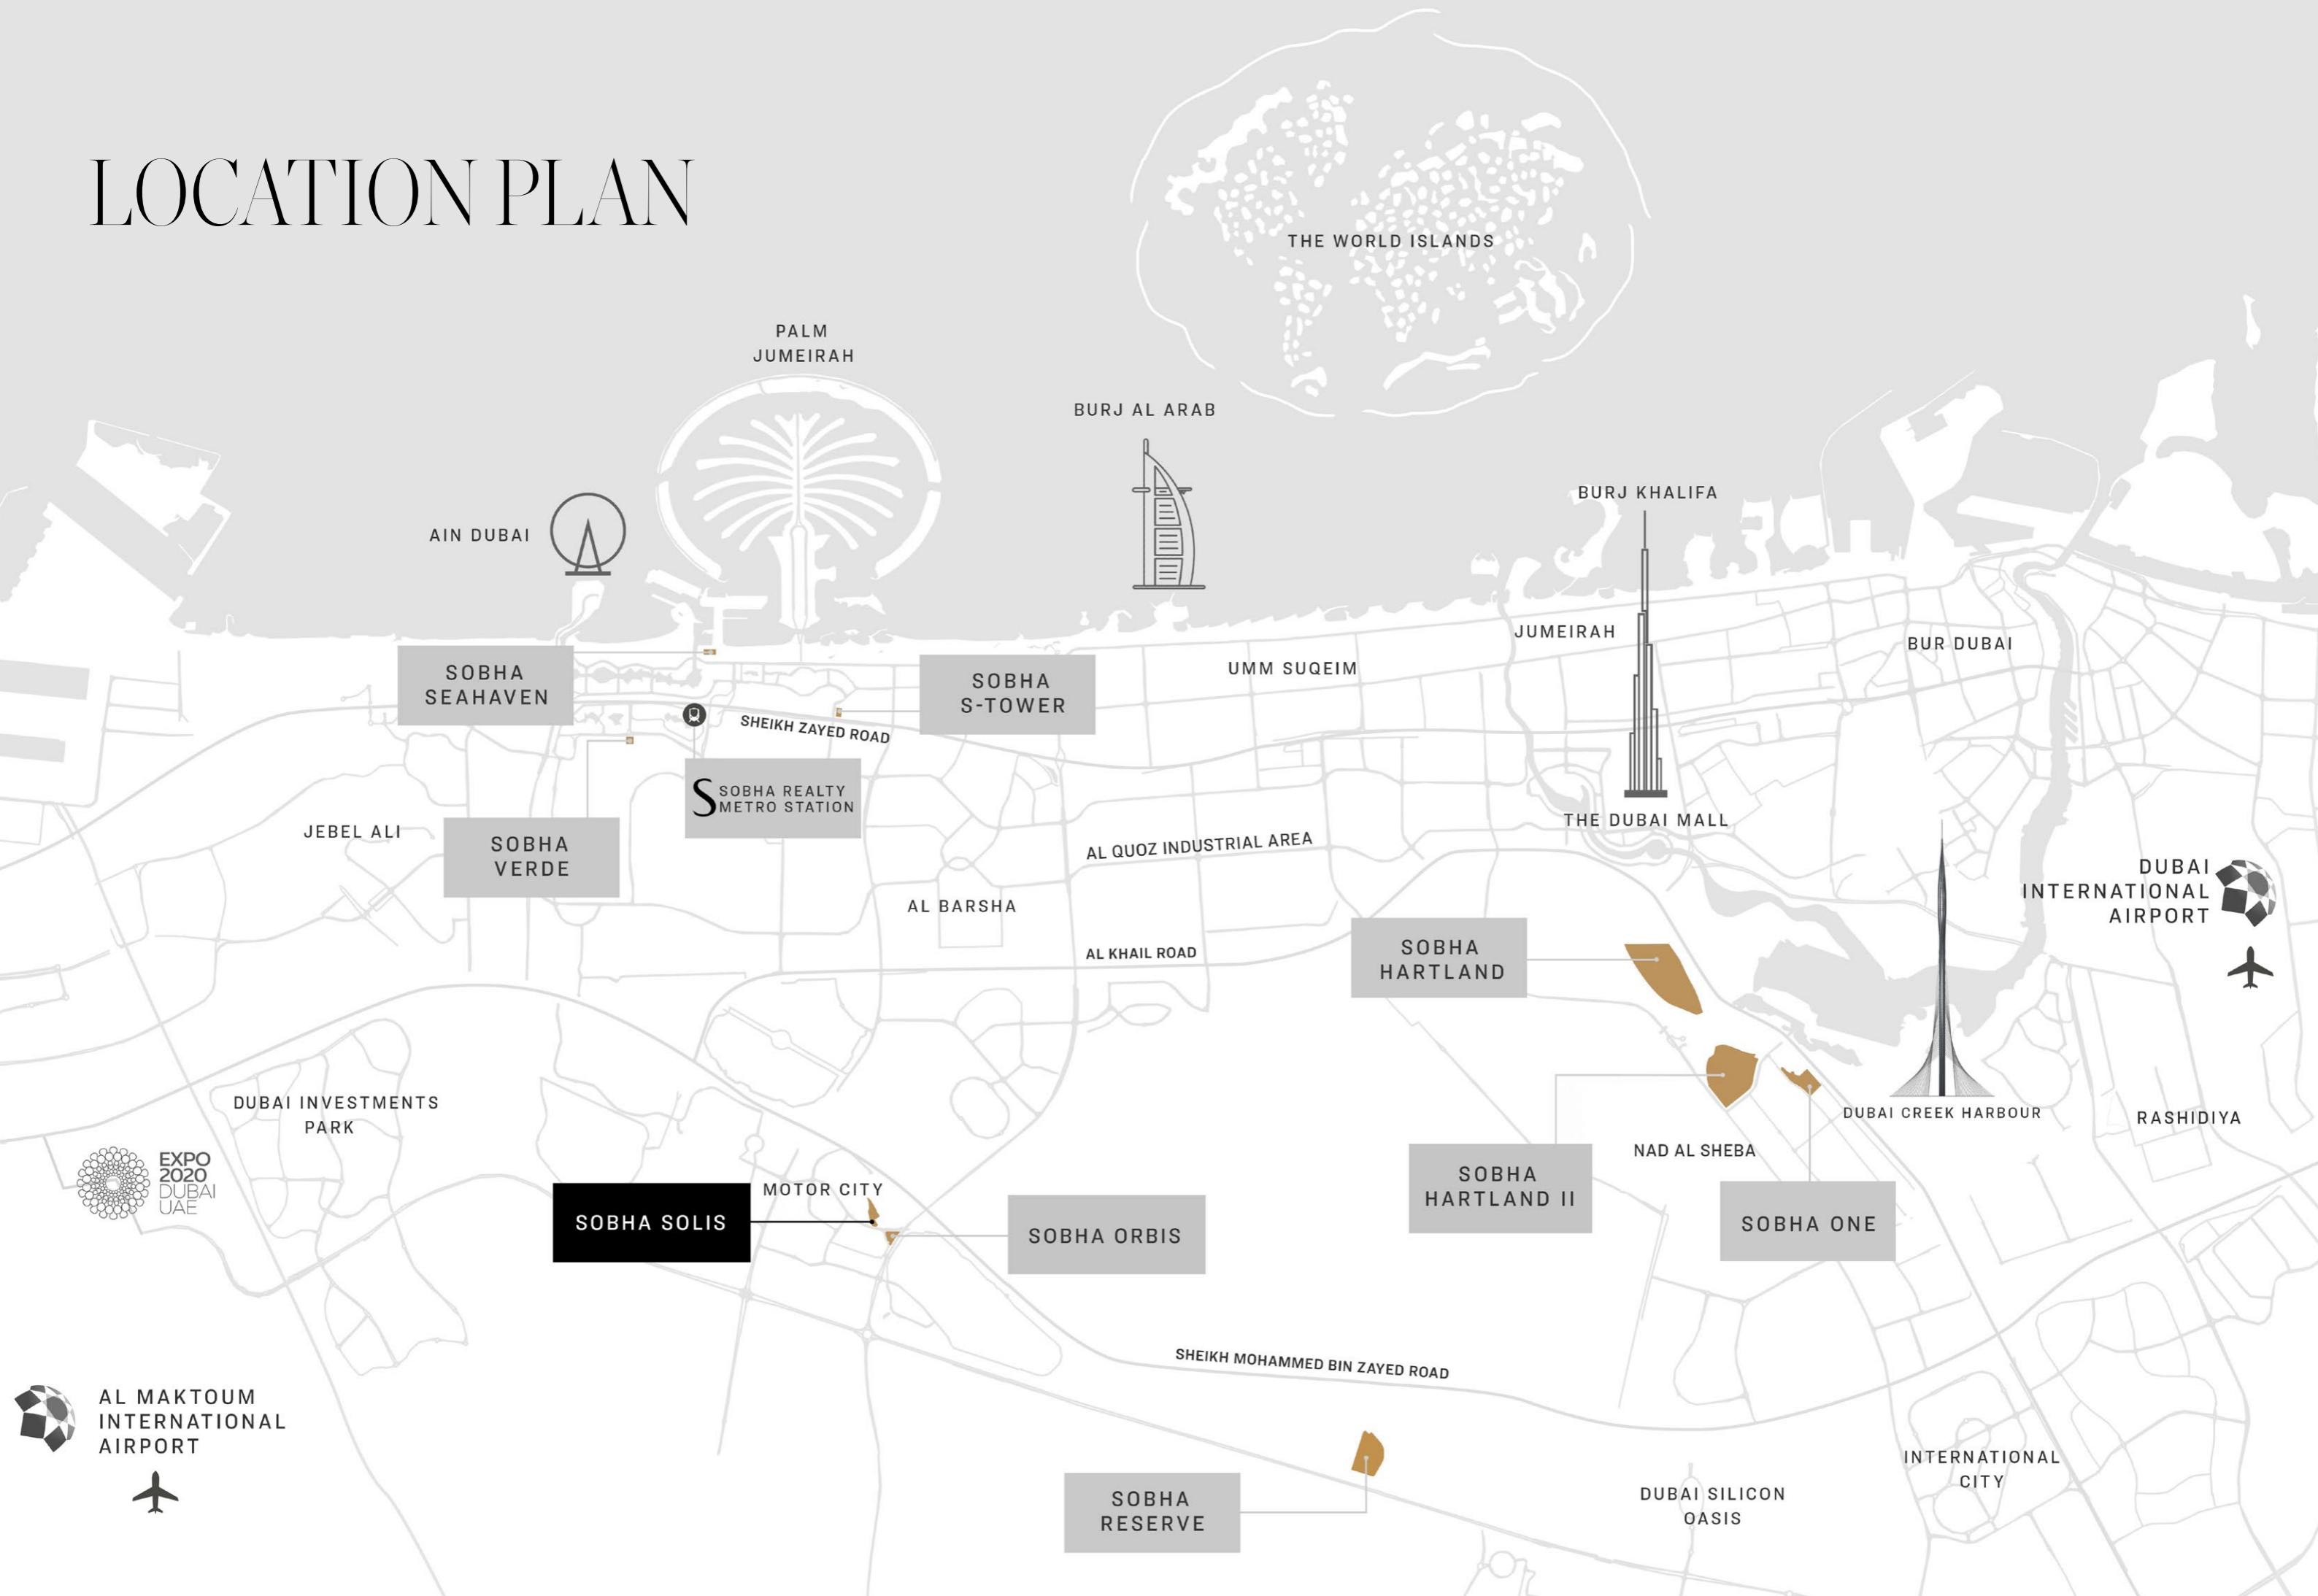 LOCATION PLAN
THE WORLD ISLANDS
PALM
JUMEIRAH
BURJ AL ARAB
BURJ KHALIFA
AIN DUBAI
JUMEIRAH
BUR DUBAI
UMM SUQEIM
SOBHA
SEAHAVEN
SOBHA
S-TOWER
SHEIKH ZAYED ROAD
S SOBHA REALTY
METRO STATION
JEBEL ALI
SOBHA
VERDE
THE DUBAI MALL
AL QUOZ INDUSTRIAL AREA
DUBAI
INTERNATIONAL
AIRPORT
AL BARSHA
AL KHAIL ROAD
SOBHA
HARTLAND
DUBAI INVESTMENTS
PARK
DUBAI CREEK HARBOUR
RASHIDIYA
NAD AL SHEBA
EXPO
2020
DUBAI
UAE
MOTOR CITY
SOBHA SOLIS
SOBHA ORBIS
SOBHA
HARTLAND II
SOBHA ONE
SHEIKH MOHAMMED BIN ZAYED ROAD
AL MAKTOUM
INTERNATIONAL
AIRPORT
SOBHA
RESERVE
DUBAI SILICON
OASIS
INTERNATIONAL
CITY